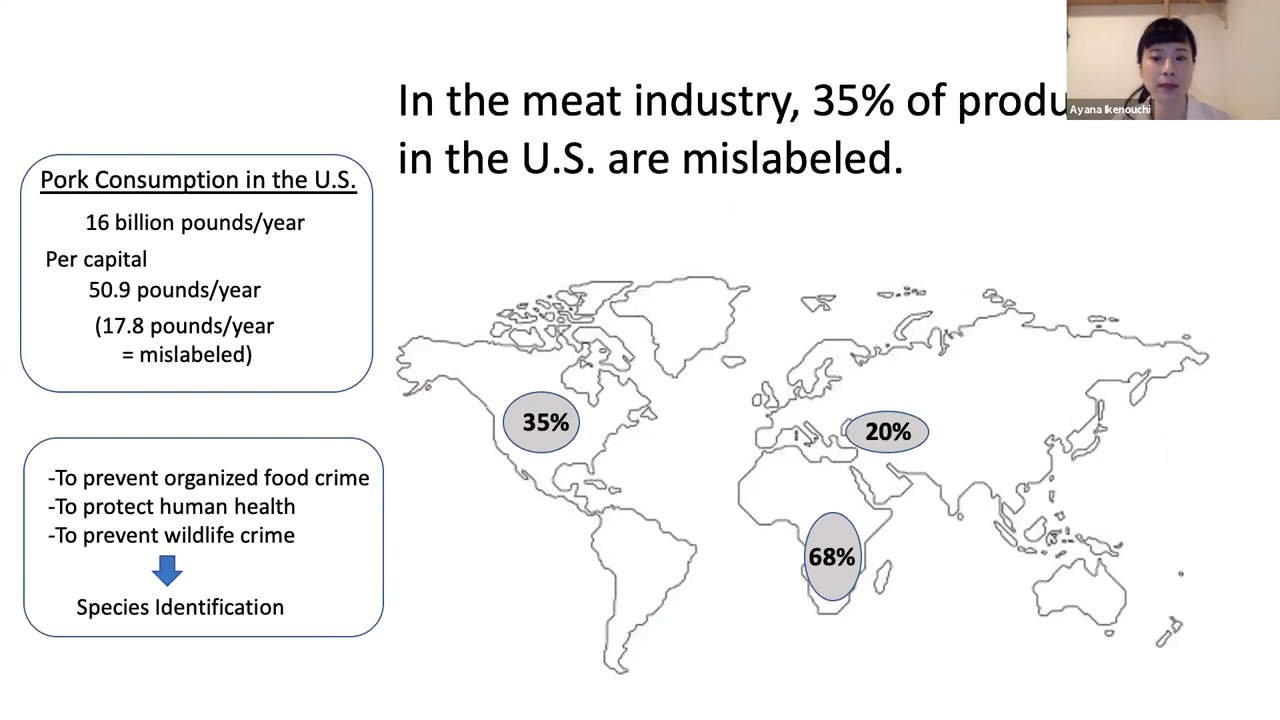 In the meat industry, 35% of produ
in the U.S. are mislabeled.
Ayana Ikenouchi
Pork Consumption in the U.S.
16 billion pounds/year
Per capital
50.9 pounds/year
(17.8 pounds/year
= mislabeled)
-To prevent organized food crime
-To protect human health
-To prevent wildlife crime
Species Identification
35%
20%
68%